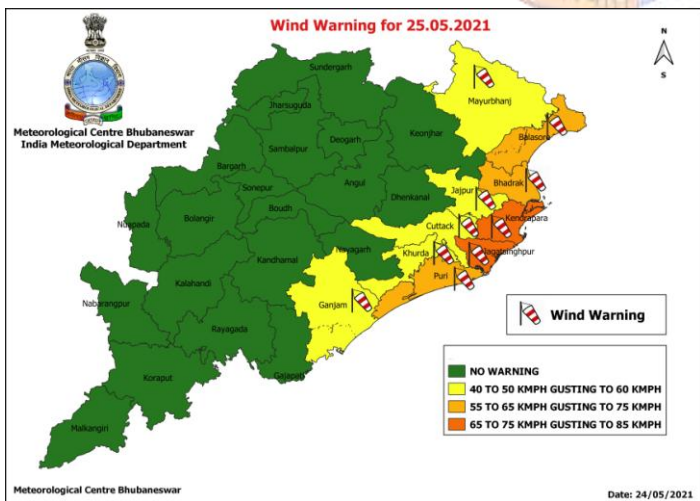 Wind Warning for 25.05.2021
N
S
Meteorological Centre Bhubaneswar
India Meteorological Department
Sundergarh
Mayurbhanj
Jharsuguda
Keonjhar
Balasore
Deogarh
Sambalpur
Bargarh
Bhadrak
Angul
Jajpur
Sonepur
Dhenkanal
Nuapada
Bolangir
Boudh
Kendrapara
Cuttack
Nayagarh
Khurda
Jagatsinghpur
Kandhamal
Puri
Kalahandi
Nabarangpur
Ganjam
Wind Warning
Rayagada
NO WARNING
Koraput
Gajapati
40 TO 50 KMPH GUSTING TO 60 KMPH
55 TO 65 KMPH GUSTING TO 75 KMPH
Malkangiri
65 TO 75 KMPH GUSTING TO 85 KMPH
Meteorological Centre Bhubaneswar
Date: 24/05/2021